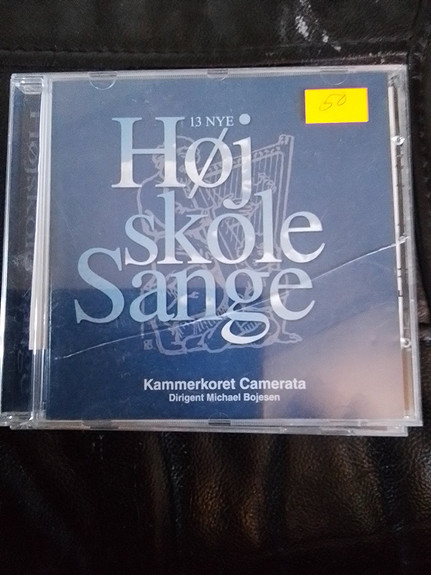 50
13 NYE
Høj
skole
Sange
Kammerkoret Camerata
Dirigent Michael Bojesen